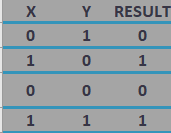 X Y RESULT
0 1 0
1 0 1
0 0 0
1 1 1